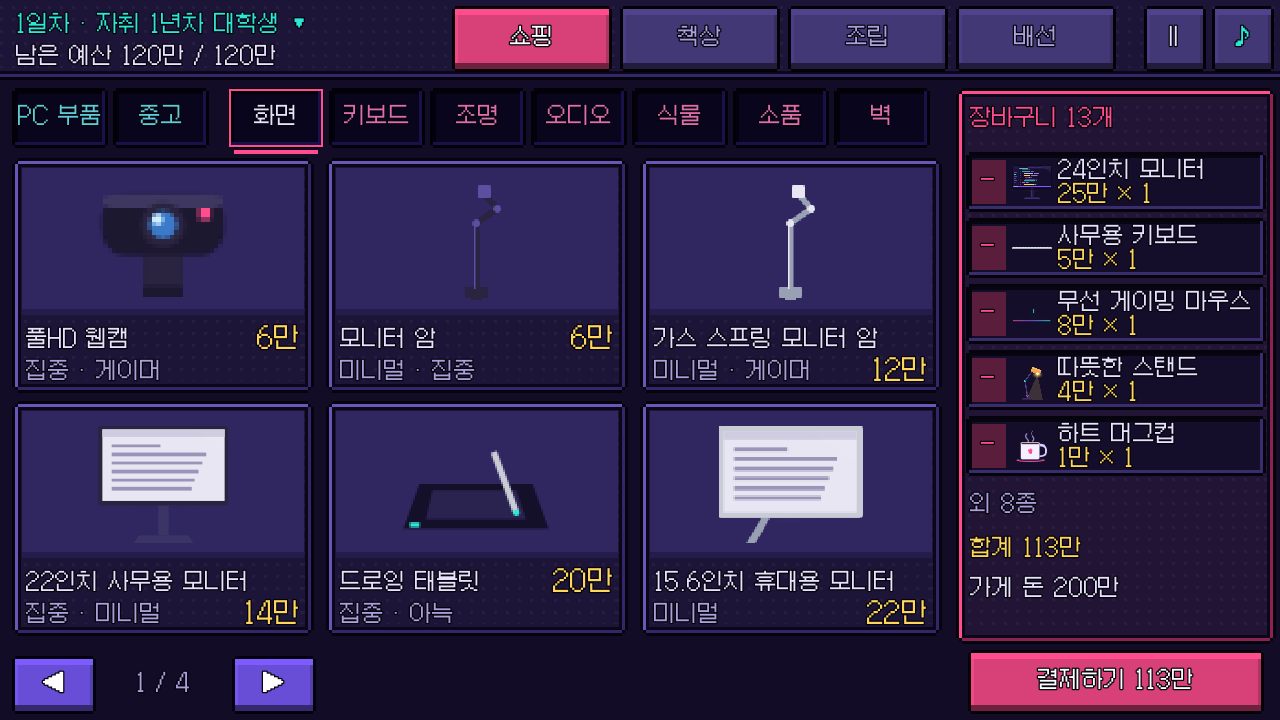 1일차 · 자취 1년차 대학생 ▼
남은 예산 120만 / 120만
쇼핑
책상
조립
배선
PC 부품
중고
화면
키보드
조명
오디오
식물
소품
벽
풀HD 웹캠 6만
집중 · 게이머
모니터 암 6만
미니멀 · 집중
가스 스프링 모니터 암
미니멀 · 게이머 12만
22인치 사무용 모니터
집중 · 미니멀 14만
드로잉 태블릿 20만
집중 · 아늑
15.6인치 휴대용 모니터
미니멀 22만
1 / 4
장바구니 13개
24인치 모니터
25만 × 1
사무용 키보드
5만 × 1
무선 게이밍 마우스
8만 × 1
따뜻한 스탠드
4만 × 1
하트 머그컵
1만 × 1
외 8종
합계 113만
가게 돈 200만
결제하기 113만